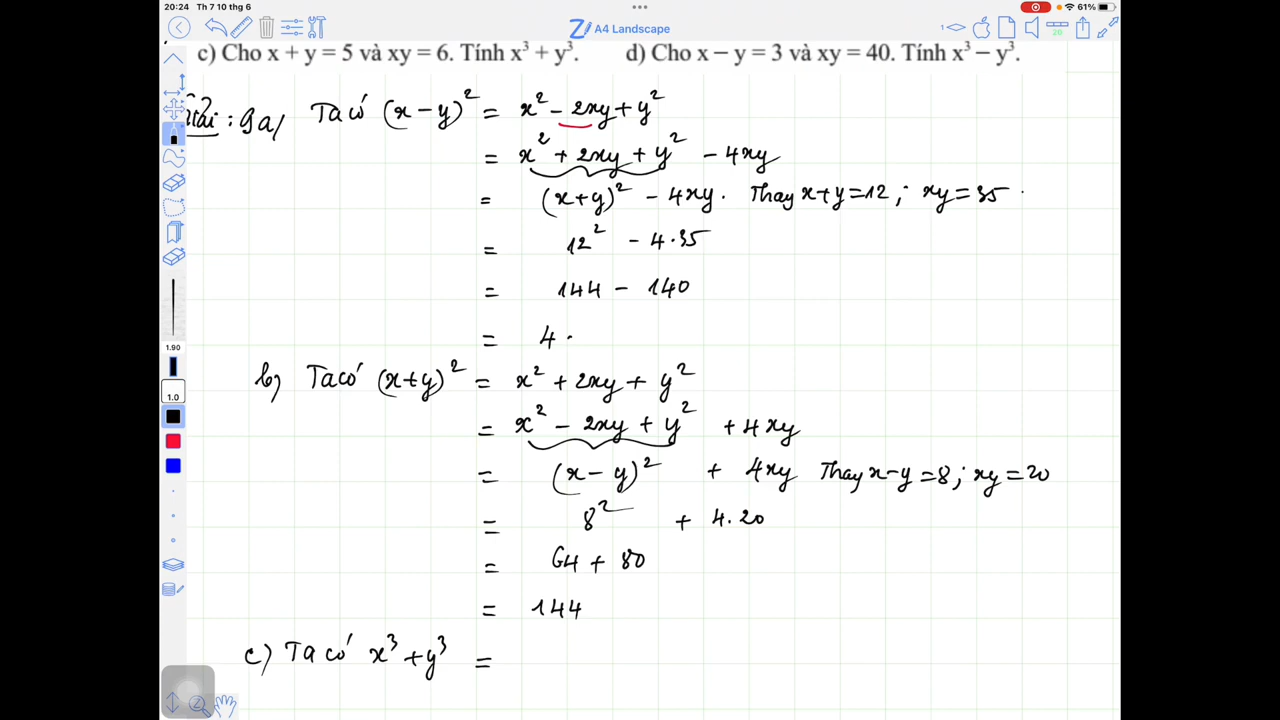 20:24 Th 7 10 thg 6
61%
A4 Landscape
c) Cho x + y = 5 và xy = 6. Tính x³ + y³. d) Cho x – y = 3 và xy = 40. Tính x³ – y³.
: 9a/ Ta có (x – y)² = x² – 2xy + y²
= x² + 2xy + y² – 4xy
= (x+y)² – 4xy. Thay x+y = 12; xy = 35.
= 12² – 4.35
= 144 – 140
= 4.
b) Ta có (x+y)² = x² + 2xy + y²
= x² – 2xy + y² + 4xy
= (x – y)² + 4xy Thay x–y = 8; xy = 20
= 8² + 4.20
= 64 + 80
= 144
c) Ta có x³ + y³ =
1.90
1.0